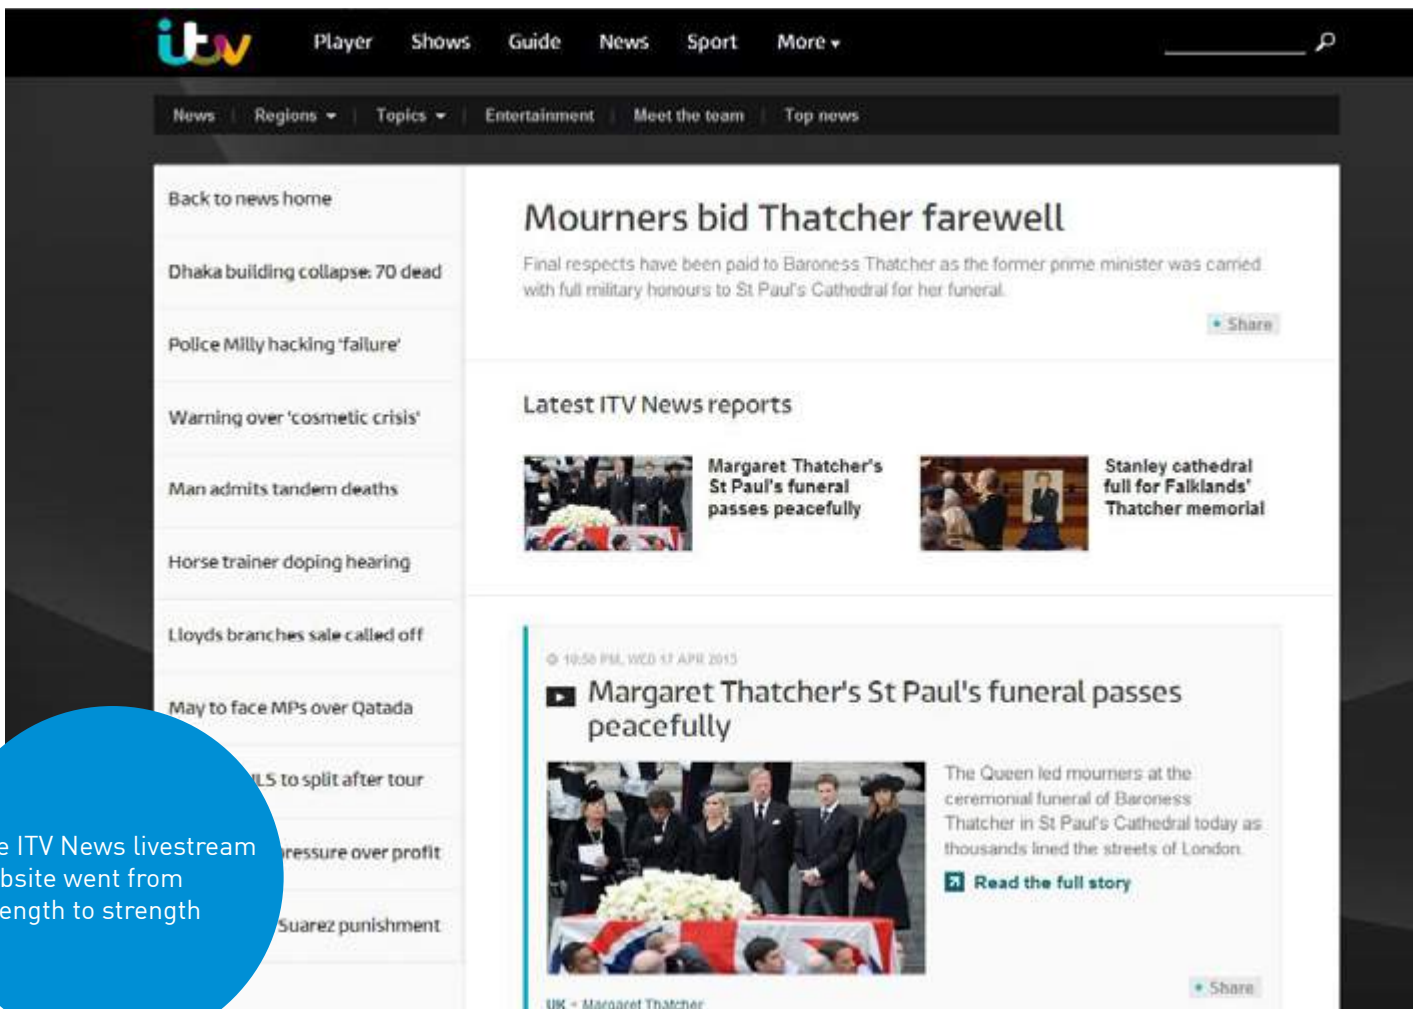 itv
Player Shows Guide News Sport More
News Regions Topics Entertainment Meet the team Top news
Back to news home
Dhaka building collapse: 70 dead
Police Milly hacking 'failure'
Warning over 'cosmetic crisis'
Man admits tandem deaths
Horse trainer doping hearing
Lloyds branches sale called off
May to face MPs over Qatada
to split after tour
over profit
Suarez punishment
ITV News livestream
went from
to strength
Mourners bid Thatcher farewell
Final respects have been paid to Baroness Thatcher as the former prime minister was carried
with full military honours to St Paul's Cathedral for her funeral.
Share
Latest ITV News reports
Margaret Thatcher's
St Paul's funeral
passes peacefully
Stanley cathedral
full for Falklands'
Thatcher memorial
10:50 PM, WED 17 APR 2013
Margaret Thatcher's St Paul's funeral passes
peacefully
The Queen led mourners at the
ceremonial funeral of Baroness
Thatcher in St Paul's Cathedral today as
thousands lined the streets of London.
Read the full story
Share
UK - Margaret Thatcher